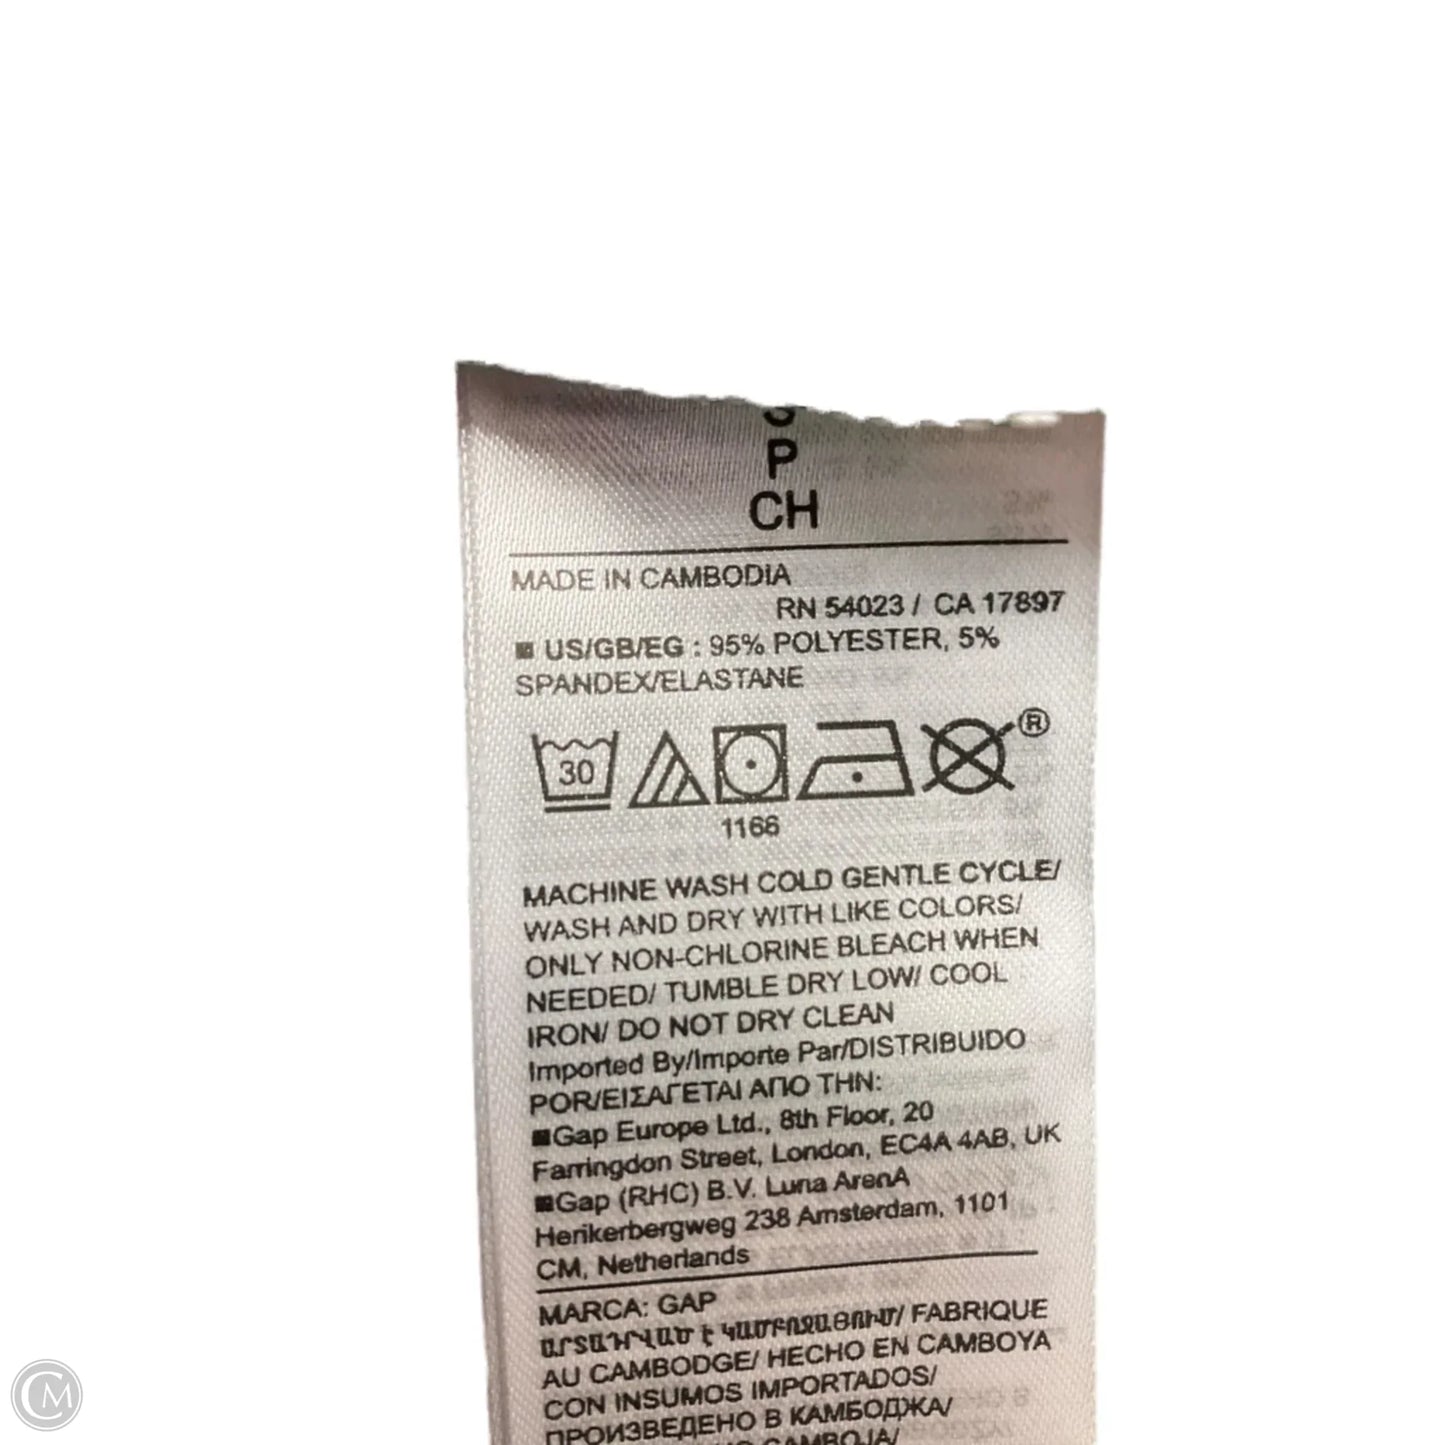 P
CH
MADE IN CAMBODIA
RN 54023 / CA 17897
■ US/GB/EG : 95% POLYESTER, 5%
SPANDEX/ELASTANE
30
®
1166
MACHINE WASH COLD GENTLE CYCLE/
WASH AND DRY WITH LIKE COLORS/
ONLY NON-CHLORINE BLEACH WHEN
NEEDED/ TUMBLE DRY LOW/ COOL
IRON/ DO NOT DRY CLEAN
Imported By/Importe Par/DISTRIBUIDO
POR/ΕΙΣΑΓΕΤΑΙ ΑΠΟ ΤΗΝ:
■Gap Europe Ltd., 8th Floor, 20
Farringdon Street, London, EC4A 4AB, UK
■Gap (RHC) B.V. Luna ArenA
Herikerbergweg 238 Amsterdam, 1101
CM, Netherlands
MARCA: GAP
ԱՐՏԱԴՐՎԱԾ Է ԿԱՄԲՈՋԱՅՈՒՄ/ FABRIQUE
AU CAMBODGE/ HECHO EN CAMBOYA
CON INSUMOS IMPORTADOS/
ПРОИЗВЕДЕНО В КАМБОДЖА/
CAMBOJA/
CM